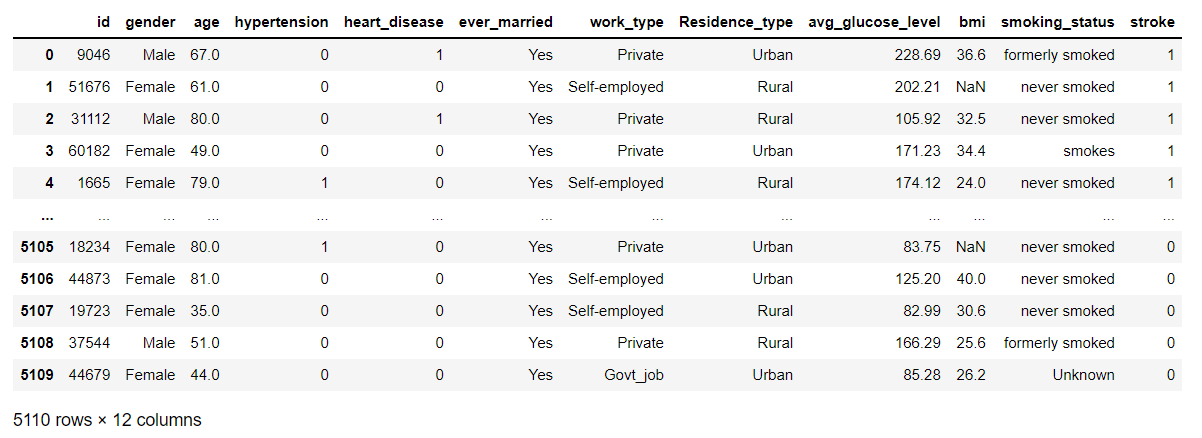 id gender age hypertension heart_disease ever_married work_type Residence_type avg_glucose_level bmi smoking_status stroke
0 9046 Male 67.0 0 1 Yes Private Urban 228.69 36.6 formerly smoked 1
1 51676 Female 61.0 0 0 Yes Self-employed Rural 202.21 NaN never smoked 1
2 31112 Male 80.0 0 1 Yes Private Rural 105.92 32.5 never smoked 1
3 60182 Female 49.0 0 0 Yes Private Urban 171.23 34.4 smokes 1
4 1665 Female 79.0 1 0 Yes Self-employed Rural 174.12 24.0 never smoked 1
... ... ... ... ... ... ... ... ... ... ... ... ...
5105 18234 Female 80.0 1 0 Yes Private Urban 83.75 NaN never smoked 0
5106 44873 Female 81.0 0 0 Yes Self-employed Urban 125.20 40.0 never smoked 0
5107 19723 Female 35.0 0 0 Yes Self-employed Rural 82.99 30.6 never smoked 0
5108 37544 Male 51.0 0 0 Yes Private Rural 166.29 25.6 formerly smoked 0
5109 44679 Female 44.0 0 0 Yes Govt_job Urban 85.28 26.2 Unknown 0
5110 rows × 12 columns